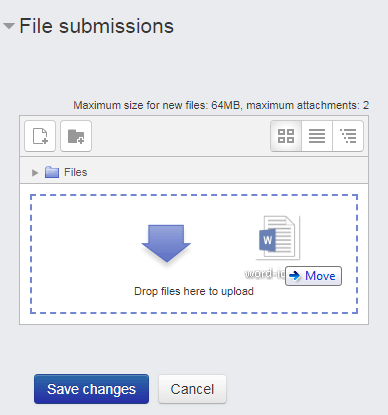 File submissions
Maximum size for new files: 64MB, maximum attachments: 2
Files
W
Move
Drop files here to upload
Save changes
Cancel